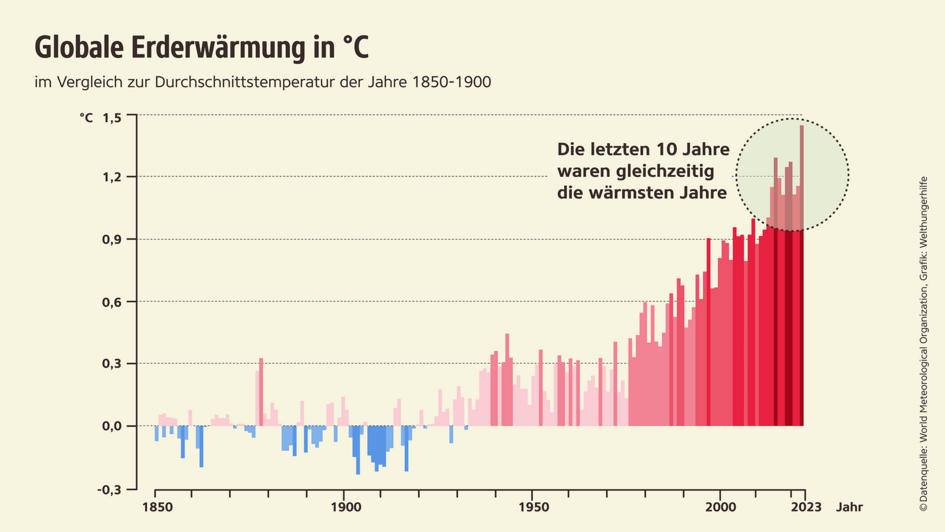 Globale Erderwärmung in °C
im Vergleich zur Durchschnittstemperatur der Jahre 1850-1900
°C 1,5
1,2
0,9
0,6
0,3
0,0
-0,3
Die letzten 10 Jahre
waren gleichzeitig
die wärmsten Jahre
1850 1900 1950 2000 2023 Jahr
© Datenquelle: World Meteorological Organization, Grafik: Welthungerhilfe